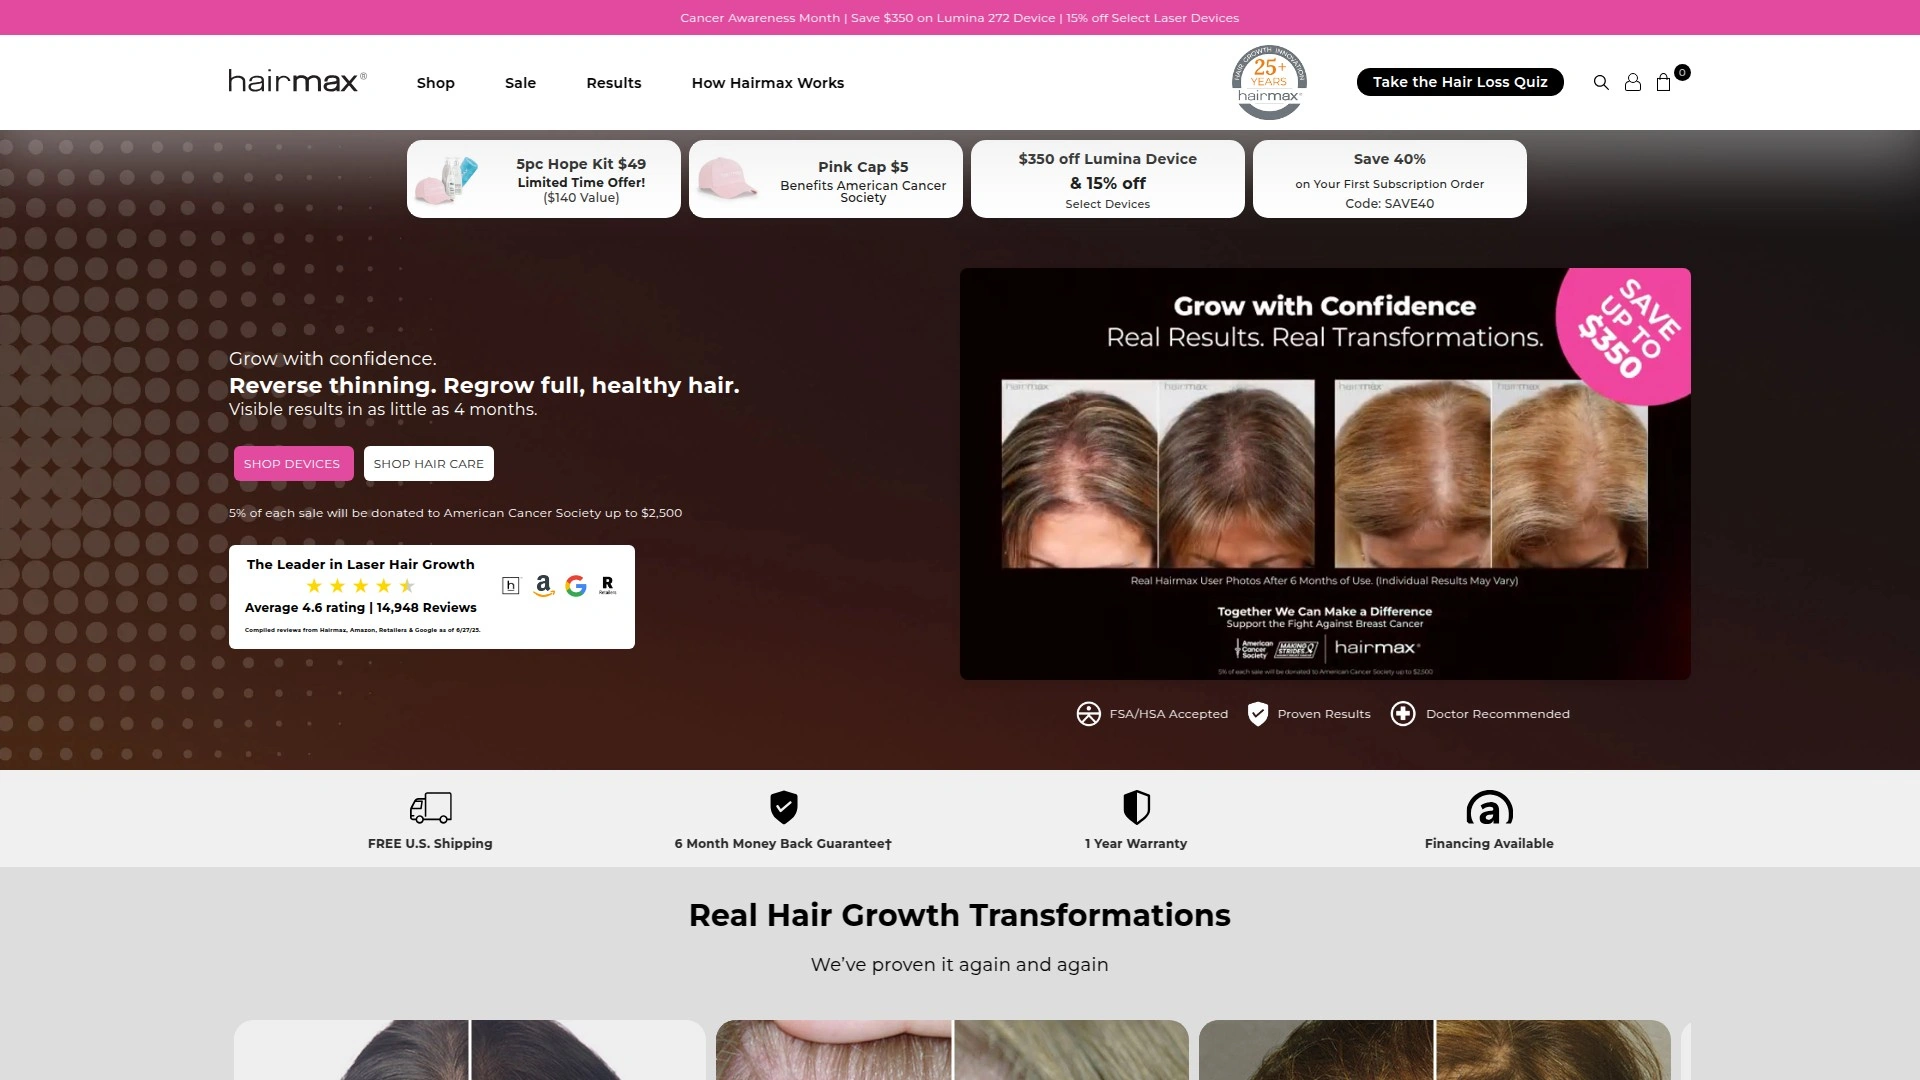 Cancer Awareness Month | Save $350 on Lumina 272 Device | 15% off Select Laser Devices
hairmax®
Shop
Sale
Results
How Hairmax Works
HAIR GROWTH INNOVATION
25+
YEARS
hairmax
Take the Hair Loss Quiz
0
5pc Hope Kit $49
Limited Time Offer!
($140 Value)
Pink Cap $5
Benefits American Cancer
Society
$350 off Lumina Device
& 15% off
Select Devices
Save 40%
on Your First Subscription Order
Code: SAVE40
Grow with confidence.
Reverse thinning. Regrow full, healthy hair.
Visible results in as little as 4 months.
SHOP DEVICES
SHOP HAIR CARE
5% of each sale will be donated to American Cancer Society up to $2,500
The Leader in Laser Hair Growth
Average 4.6 rating | 14,948 Reviews
Compiled reviews from Hairmax, Amazon, Retailers & Google as of 6/27/25.
h
a
G
R
Retailers
Grow with Confidence
Real Results. Real Transformations.
SAVE
UP TO
$350
hairmax
hairmax
hairmax
hairmax
Real Hairmax User Photos After 6 Months of Use. (Individual Results May Vary)
Together We Can Make a Difference
Support the Fight Against Breast Cancer
American
Cancer
Society
MAKING
STRIDES
hairmax
5% of each sale will be donated to American Cancer Society up to $2,500
FSA/HSA Accepted
Proven Results
Doctor Recommended
FREE U.S. Shipping
6 Month Money Back Guarantee†
1 Year Warranty
a
Financing Available
Real Hair Growth Transformations
We’ve proven it again and again